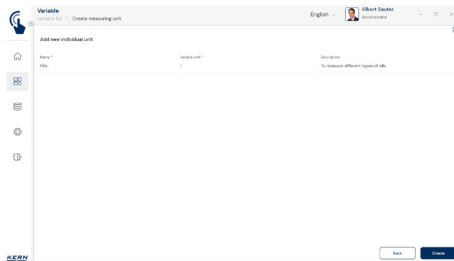 Variable
variable list > Create measuring unit
English
Albert Sauter
Administrator
Add new individual unit
Name *
Sample unit *
Description
Oils
l
To measure different types of oils
Back
Create
KERN